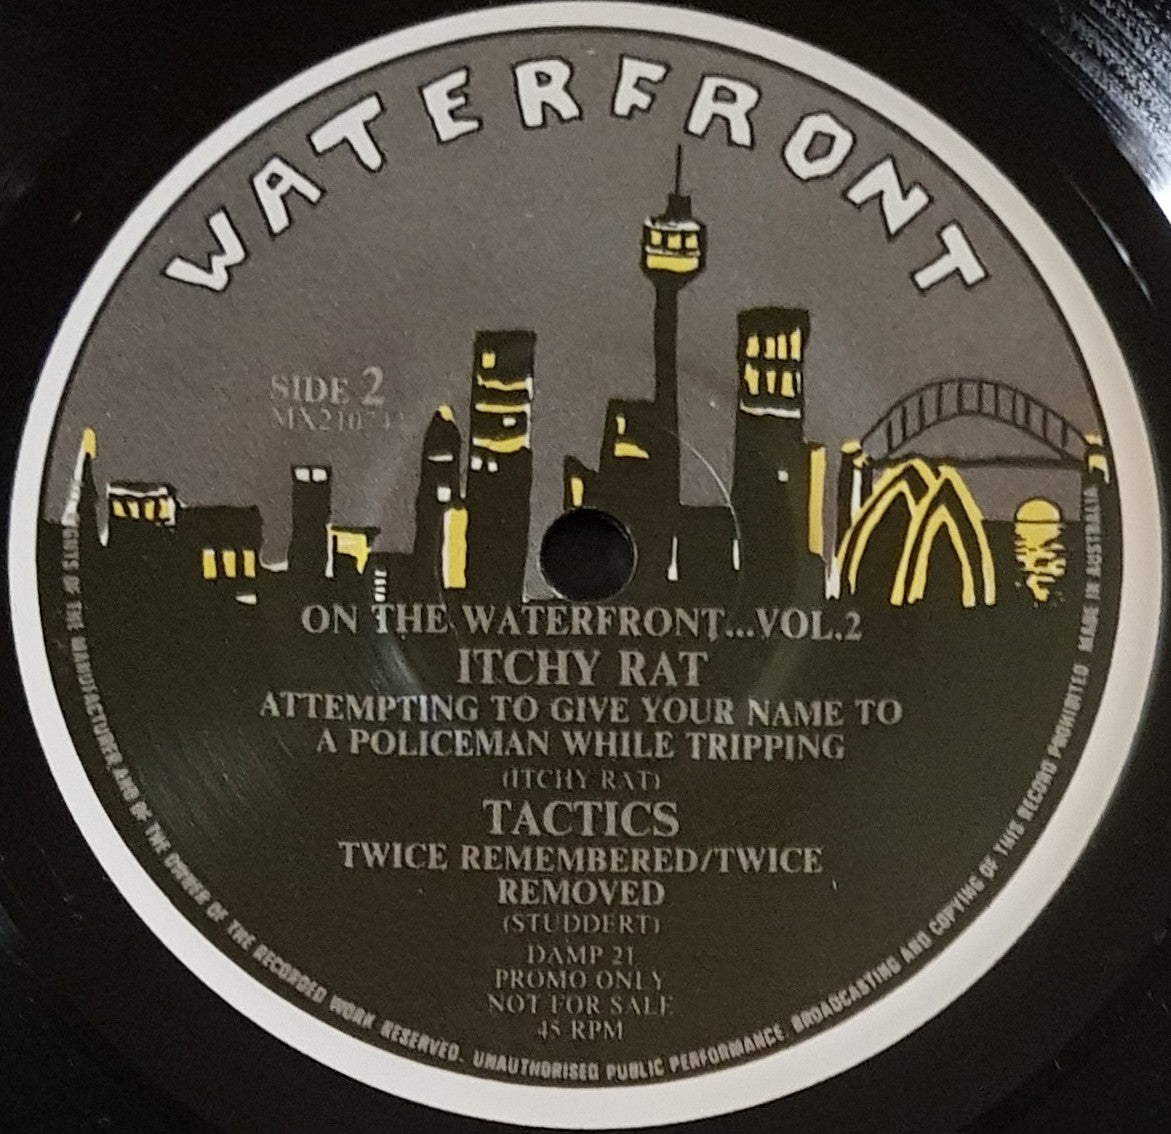 WATERFRONT
SIDE 2
ON THE WATERFRONT...VOL.2
ITCHY RAT
ATTEMPTING TO GIVE YOUR NAME TO
A POLICEMAN WHILE TRIPPING
(ITCHY RAT)
TACTICS
TWICE REMEMBERED/TWICE
REMOVED
(STUDDERT)
DAMP 21
PROMO ONLY
NOT FOR SALE
45 RPM
RIGHTS OF THE MANUFACTURER AND OF THE OWNER OF THE RECORDED WORK RESERVED. UNAUTHORISED PUBLIC PERFORMANCE. BROADCASTING AND COPYING OF THIS RECORD PROHIBITED MADE IN AUSTRALIA